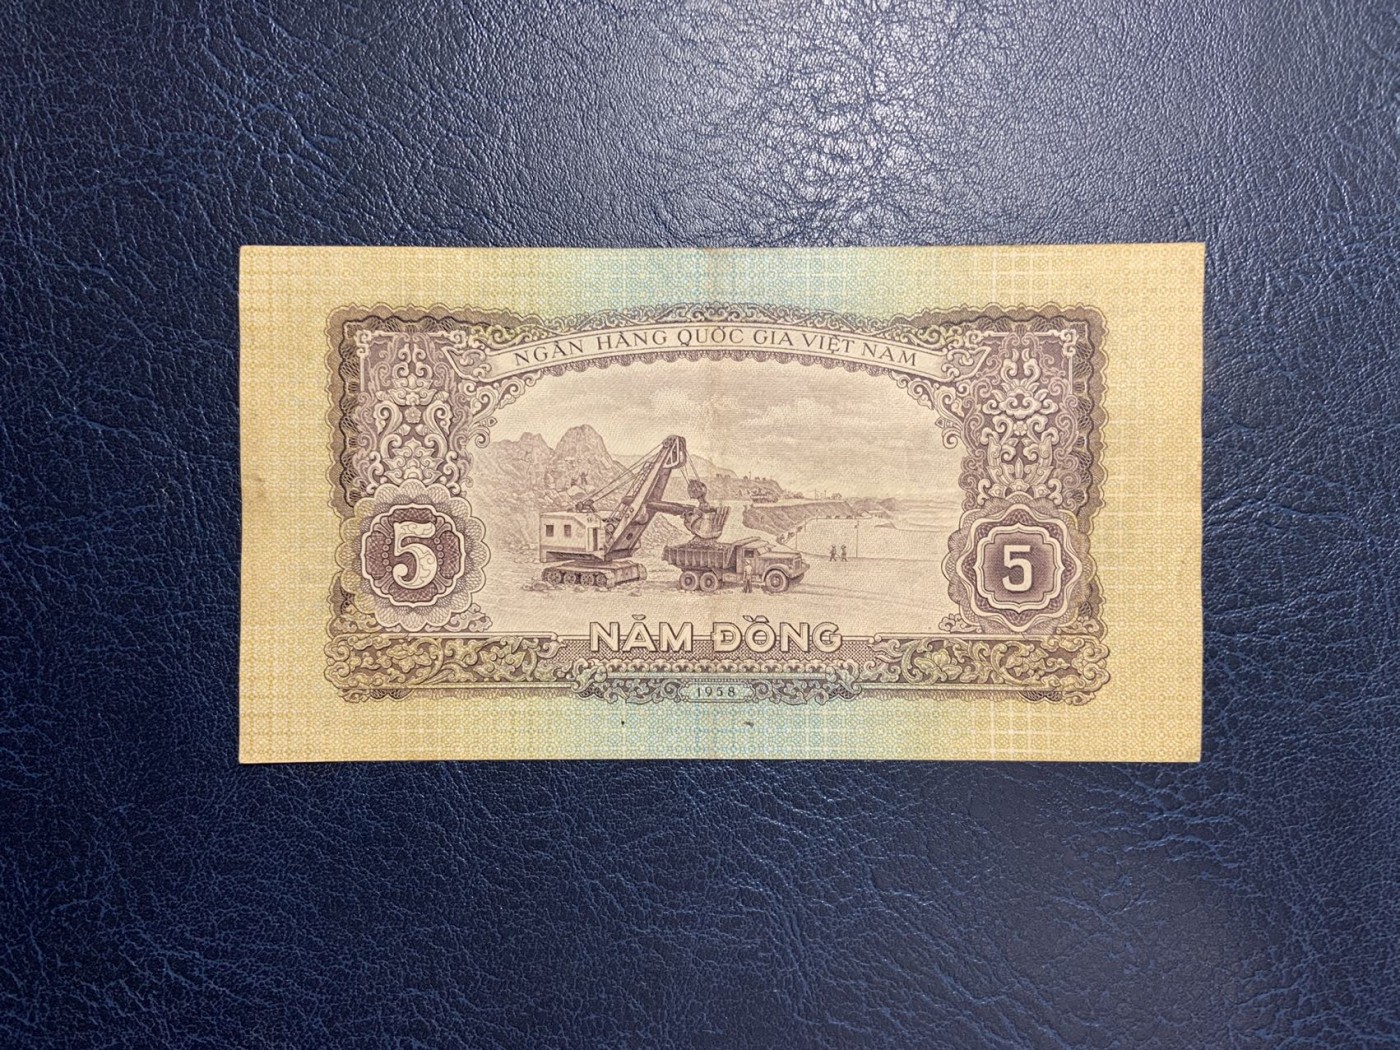 NGÂN HÀNG QUỐC GIA VIỆT NAM
5
5
NĂM ĐỒNG
1958